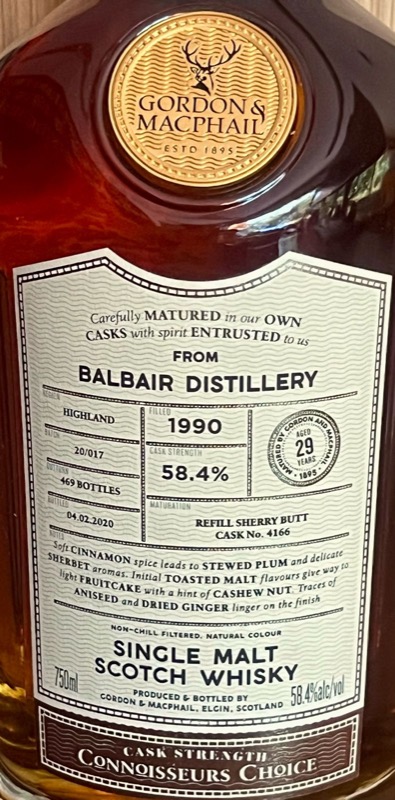 GORDON &
MACPHAIL
ESTD 1895
Carefully MATURED in our OWN
CASKS with spirit ENTRUSTED to us
FROM
BALBAIR DISTILLERY
REGION
HIGHLAND
BATCH
20/017
OUTTURN
469 BOTTLES
BOTTLED
04.02.2020
FILLED
1990
CASK STRENGTH
58.4%
MATURED BY GORDON AND MACPHAIL
AGED
29
YEARS
• 1895 •
MATURATION
REFILL SHERRY BUTT
CASK No. 4166
NOTES
Soft CINNAMON spice leads to STEWED PLUM and delicate
SHERBET aromas. Initial TOASTED MALT flavours give way to
light FRUITCAKE with a hint of CASHEW NUT. Traces of
ANISEED and DRIED GINGER linger on the finish
NON-CHILL FILTERED. NATURAL COLOUR
SINGLE MALT
SCOTCH WHISKY
750ml
PRODUCED & BOTTLED BY
GORDON & MACPHAIL, ELGIN, SCOTLAND
58.4%alc/vol
CASK STRENGTH
CONNOISSEURS CHOICE